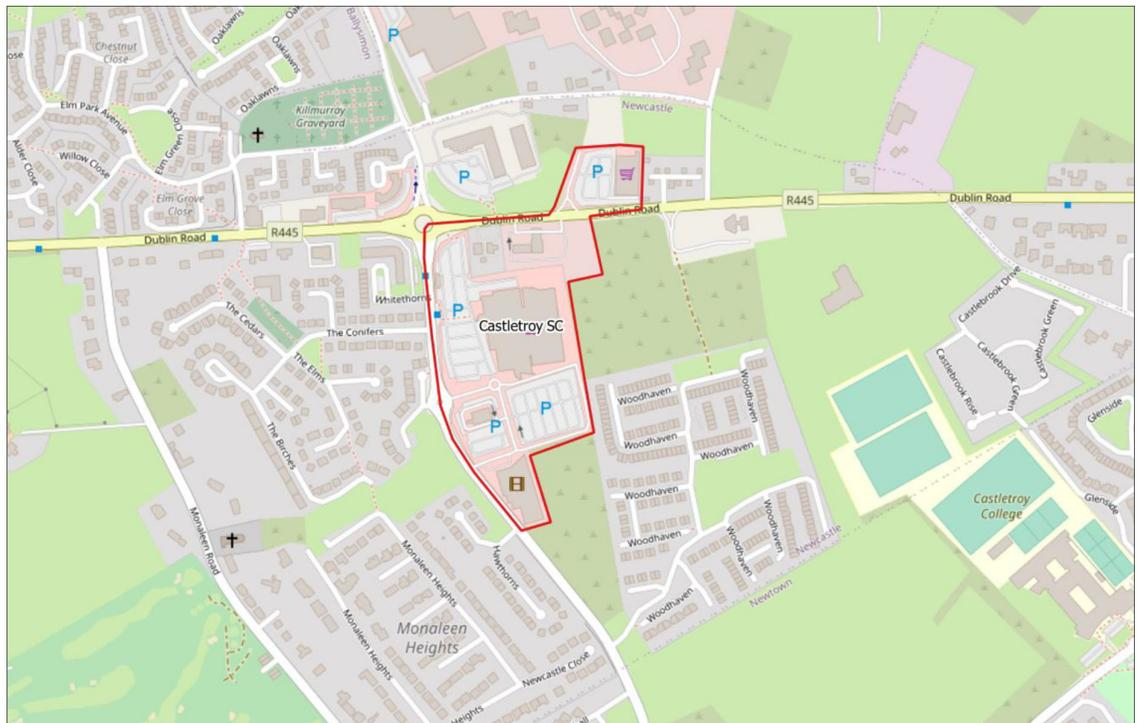 Oaklawns
Oaklawns
Ballysimon
Chestnut
Close
ose
Oaklawns
Oaklawns
Elm Park Avenue
Killmurray
Graveyard
Newcastle
Elm Green Close
Alder Close
Willow Close
P
P
P
Elm Grove
Close
Dublin Road
R445
Dublin Road
Dublin Road
R445
Dublin Road
Whitethorns
P
Castletroy SC
The Cedars
The Conifers
The Elms
Castlebrook Drive
Castlebrook Green
Castlebrook Green
Castlebrook Rise
The Birches
P
P
Woodhaven
Woodhaven
Woodhaven
Woodhaven
Glenside
Glenside
Woodhaven
Woodhaven
Woodhaven
Woodhaven
Woodhaven
Castletroy
College
Monaleen Road
Monaleen Heights
Hawthorns
Newcastle
Newtown
Monaleen
Heights
Monaleen Heights
Newcastle Close
Heights